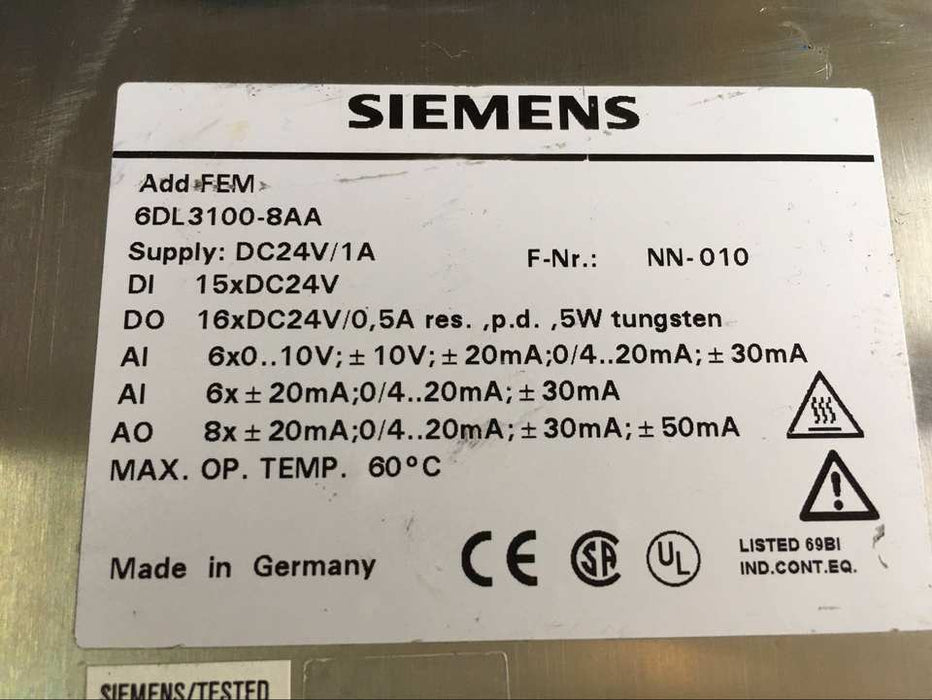 SIEMENS
Add FEM
6DL3100-8AA
Supply: DC24V/1A
F-Nr.: NN-010
DI 15xDC24V
DO 16xDC24V/0,5A res. ,p.d. ,5W tungsten
AI 6x0..10V; ± 10V; ± 20mA;0/4..20mA; ± 30mA
AI 6x ± 20mA;0/4..20mA; ± 30mA
AO 8x ± 20mA;0/4..20mA; ± 30mA; ± 50mA
MAX. OP. TEMP. 60°C
Made in Germany
CE SA UL
LISTED 69BI
IND.CONT.EQ.
SIEMENS/TESTED